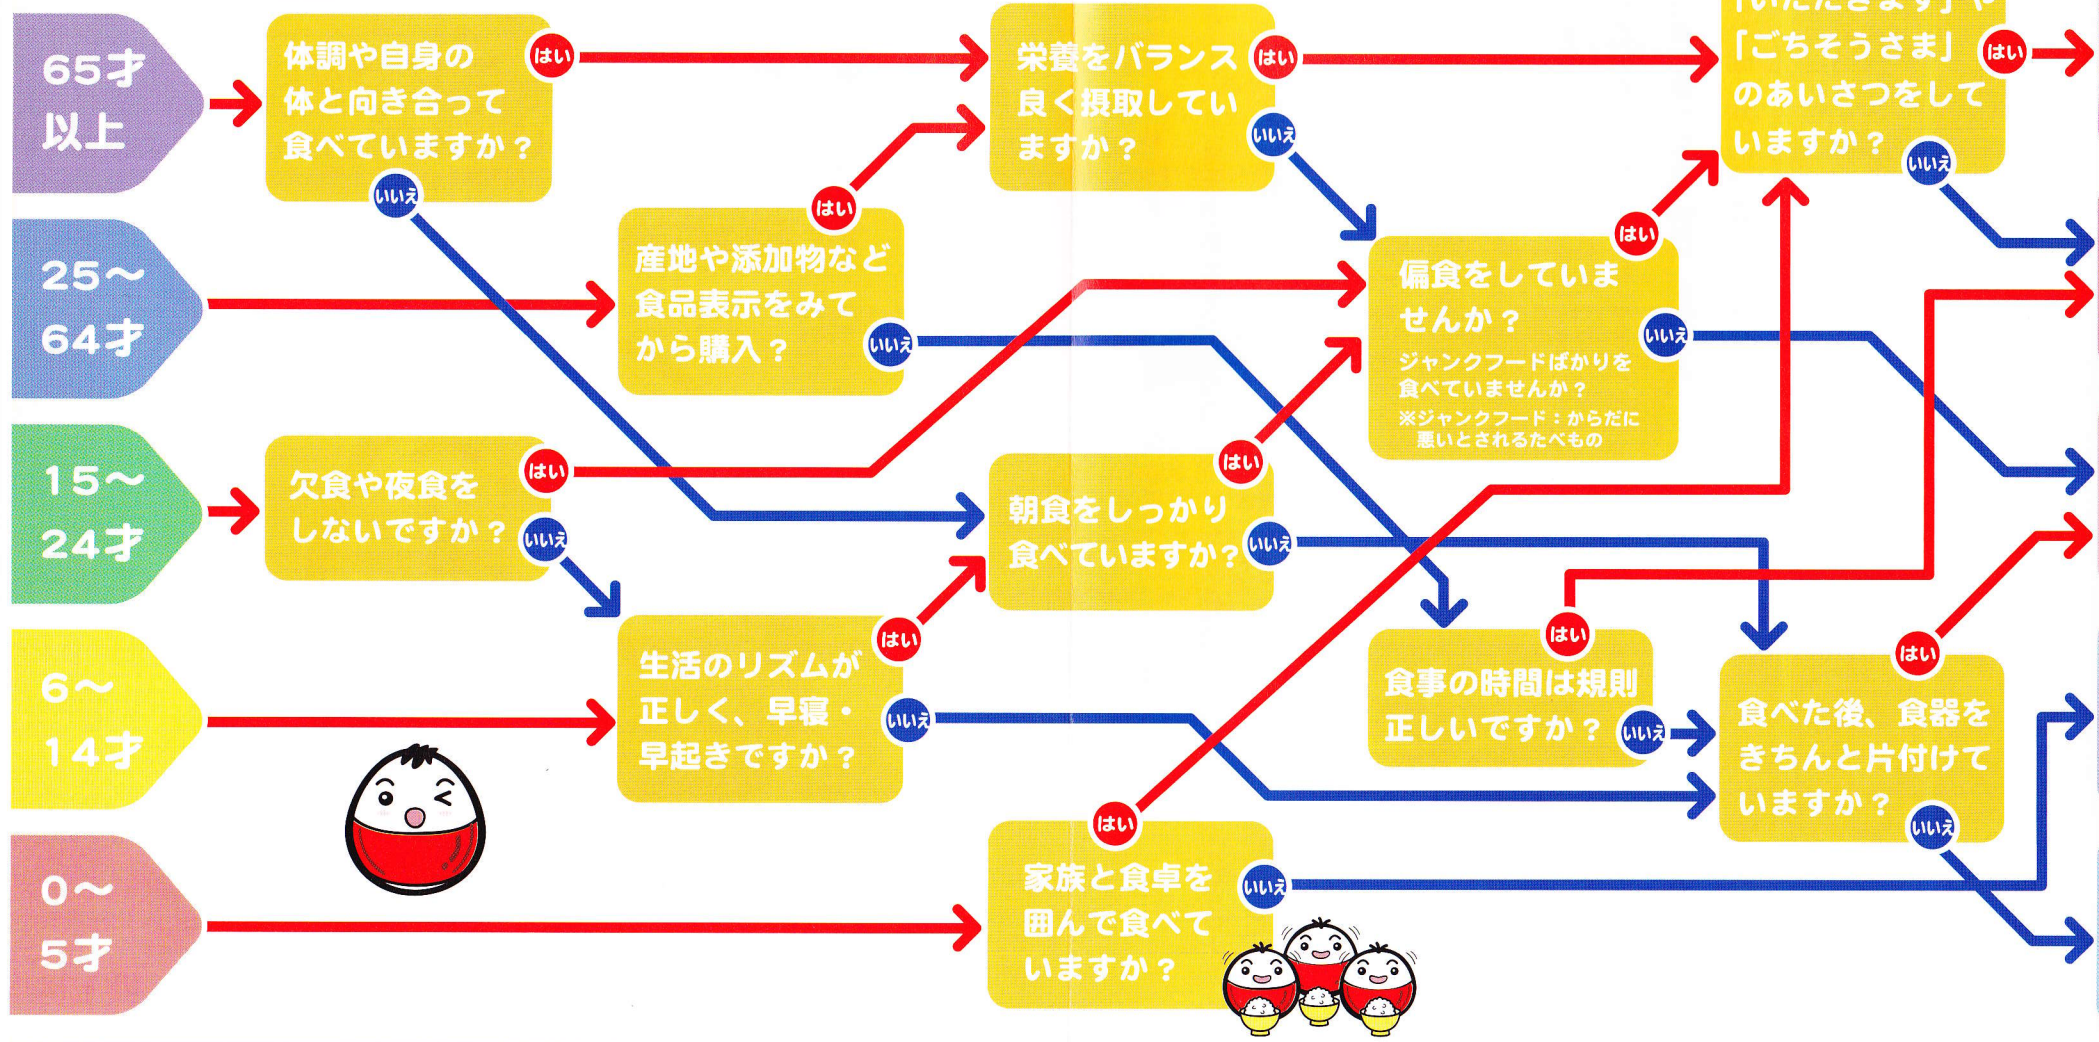 65才
以上
体調や自身の
体と向き合って
食べていますか？
はい
いいえ
栄養をバランス
良く摂取してい
ますか？
はい
いいえ
「いただきます」や
「ごちそうさま」
のあいさつをして
いますか？
はい
いいえ
25～
64才
産地や添加物など
食品表示をみて
から購入？
はい
いいえ
偏食をしていま
せんか？
ジャンクフードばかりを
食べていませんか？
※ジャンクフード：からだに
悪いとされるたべもの
はい
いいえ
15～
24才
欠食や夜食を
しないですか？
はい
いいえ
朝食をしっかり
食べていますか?
はい
いいえ
6～
14才
生活のリズムが
正しく、早寝・
早起きですか？
はい
いいえ
食事の時間は規則
正しいですか？
はい
いいえ
食べた後、食器を
きちんと片付けて
いますか？
はい
いいえ
0～
5才
家族と食卓を
囲んで食べて
いますか？
はい
いいえ